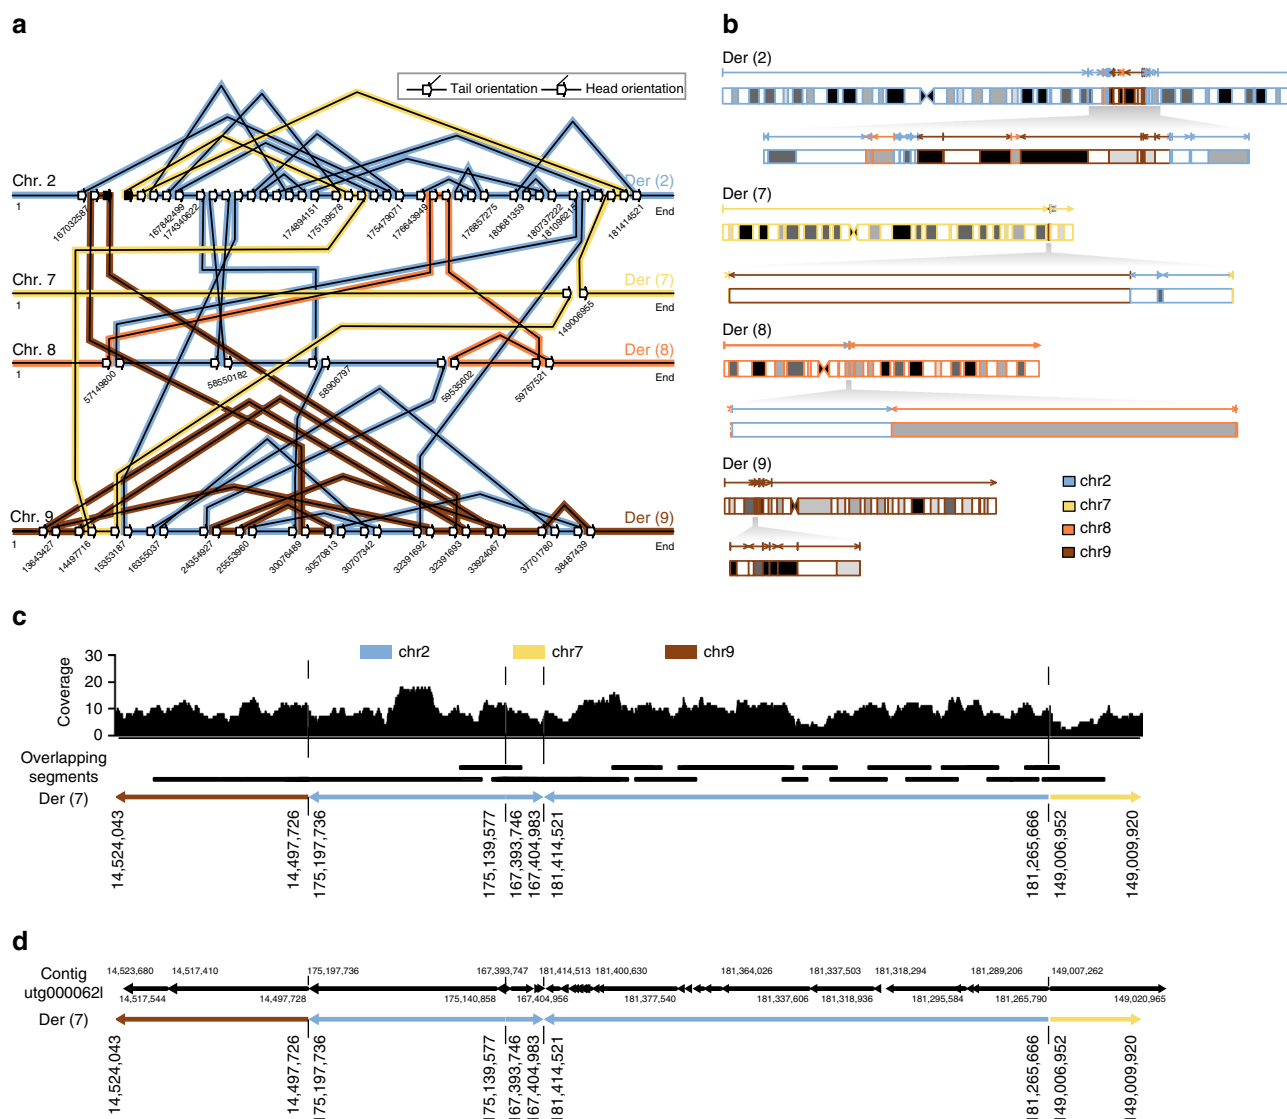 a
Tail orientation
Head orientation
Chr. 2
Der (2)
1
End
167032587
167842499
174340622
174894151
175139578
175479071
176643949
176857275
180681359
180737222
181096215
181414521
Chr. 7
Der (7)
1
End
149006955
Chr. 8
Der (8)
1
End
57149800
58550182
58906797
59535602
59767521
Chr. 9
Der (9)
1
End
13643427
14497716
15353187
16355037
24354927
25553960
30076489
30570813
30707342
32391692
32391693
33924067
37701780
38487439
b
Der (2)
Der (7)
Der (8)
Der (9)
chr2
chr7
chr8
chr9
c
chr2
chr7
chr9
Coverage
30
20
10
0
Overlapping
segments
Der (7)
14,524,043
14,497,726
175,197,736
175,139,577
167,393,746
167,404,983
181,414,521
181,265,666
149,006,952
149,009,920
d
Contig
utg000062l
14,523,680
14,517,410
175,197,736
167,393,747
181,414,513
181,400,630
181,364,026
181,337,503
181,318,294
181,289,206
149,007,262
14,517,544
14,497,728
175,140,858
167,404,956
181,377,540
181,337,606
181,318,936
181,295,584
181,265,790
149,020,965
Der (7)
14,524,043
14,497,726
175,197,736
175,139,577
167,393,746
167,404,983
181,414,521
181,265,666
149,006,952
149,009,920